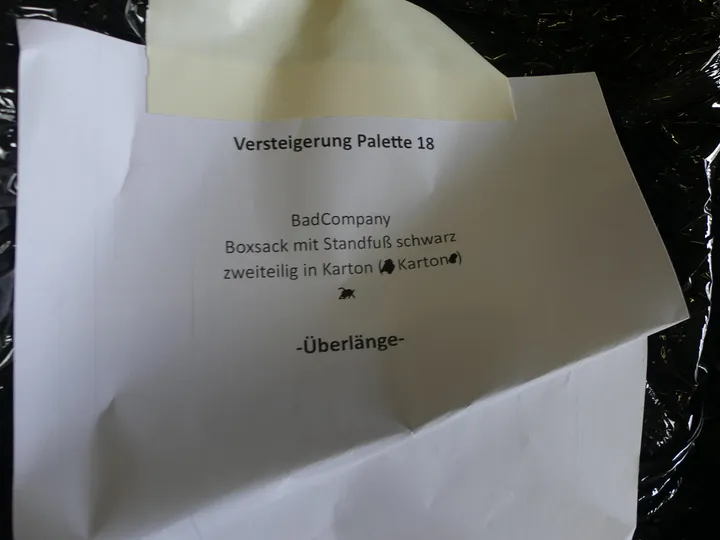 Versteigerung Palette 18
BadCompany
Boxsack mit Standfuß schwarz
zweiteilig in Karton ( Karton )
-Überlänge-